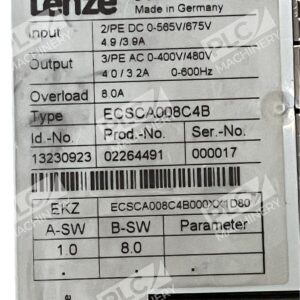 Lenze
Made in Germany
Input 2/PE DC 0-565V/675V
4.9 /3.9A
Output 3/PE AC 0-400V/480V
4.0 / 3.2A 0-600Hz
Overload 8.0A
Type ECSCA008C4B
Id.-No. Prod.-No. Ser.-No.
13230923 02264491 000017
EKZ ECSCA008C4B000XX1D80
A-SW B-SW Parameter
1.0 8.0
PLC MACHINERY